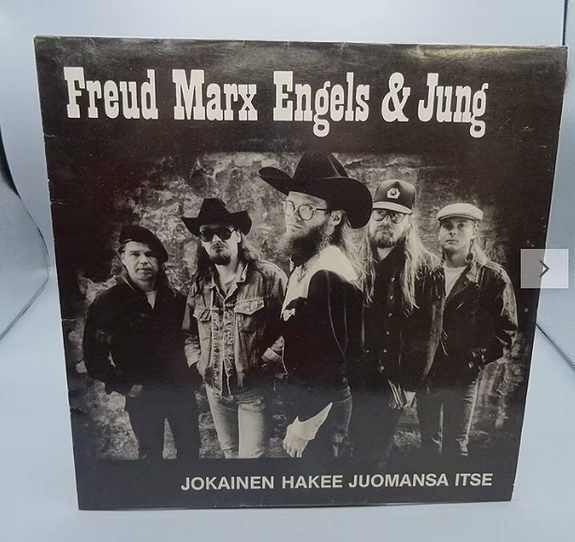 Freud Marx Engels & Jung
JOKAINEN HAKEE JUOMANSA ITSE